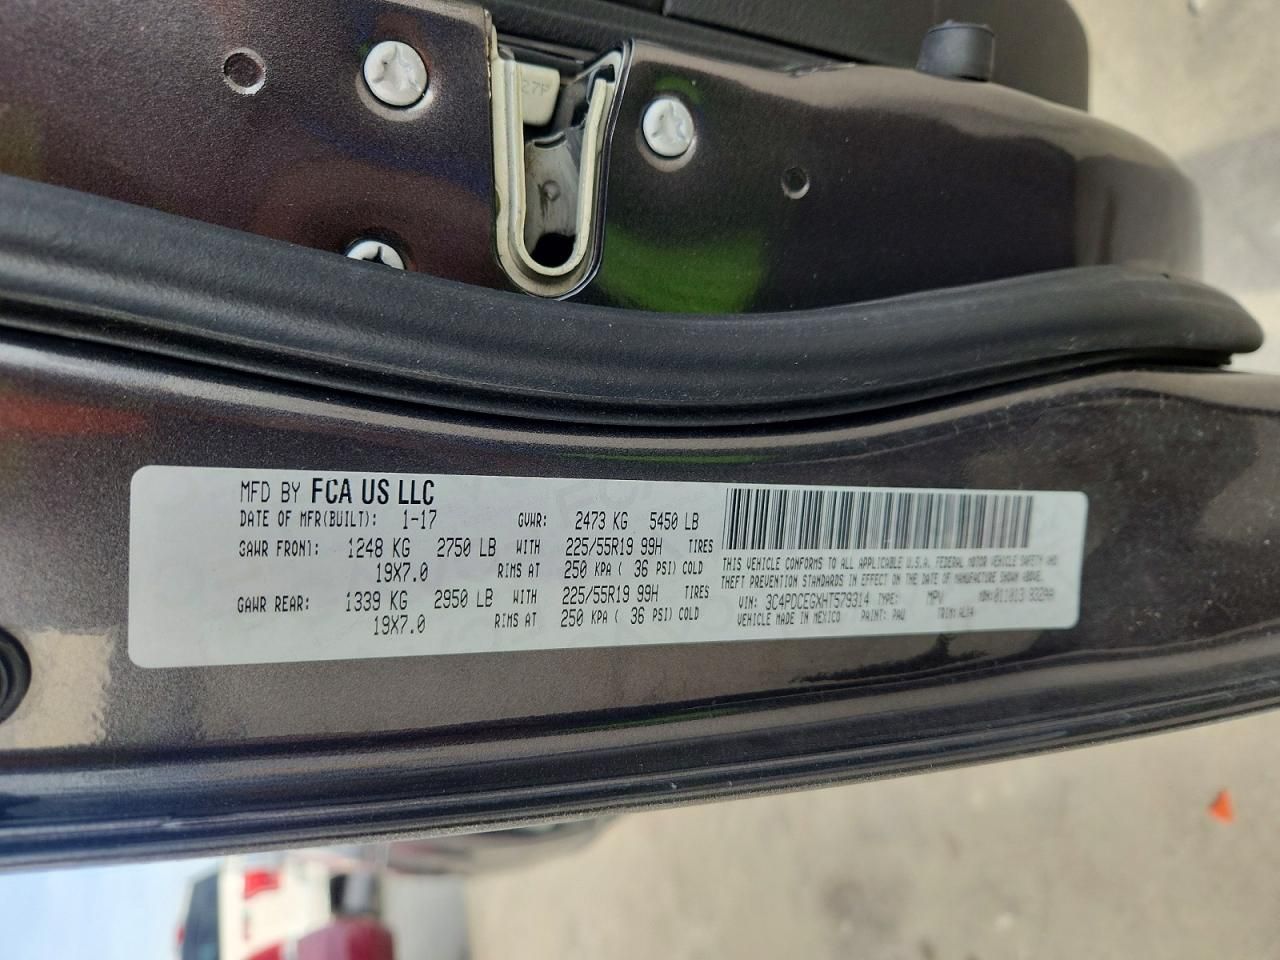 27P
MFD BY FCA US LLC
DATE OF MFR(BUILT): 1-17 GVWR: 2473 KG 5450 LB
GAWR FRONT: 1248 KG 2750 LB WITH 225/55R19 99H TIRES
19X7.0 RIMS AT 250 KPA ( 36 PSI) COLD
GAWR REAR: 1339 KG 2950 LB WITH 225/55R19 99H TIRES
19X7.0 RIMS AT 250 KPA ( 36 PSI) COLD
THIS VEHICLE CONFORMS TO ALL APPLICABLE U.S.A. FEDERAL MOTOR VEHICLE SAFETY AND
THEFT PREVENTION STANDARDS IN EFFECT ON THE DATE OF MANUFACTURE SHOWN ABOVE.
VIN: 3C4PDCEGXHT579314 TYPE: MPV MDH: 011013
VEHICLE MADE IN MEXICO PAINT: PAU TRIM: